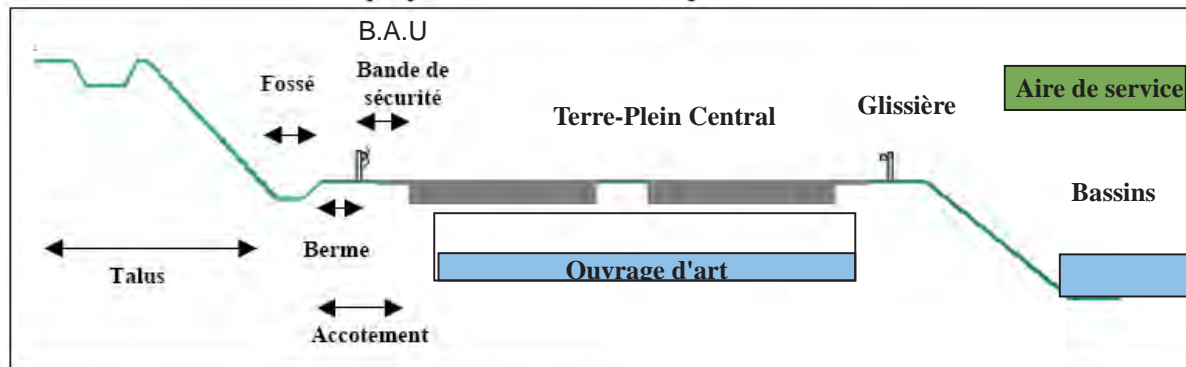 B.A.U
Fossé
Bande de
sécurité
Terre-Plein Central
Glissière
Aire de service
Bassins
Berme
Talus
Ouvrage d'art
Accotement